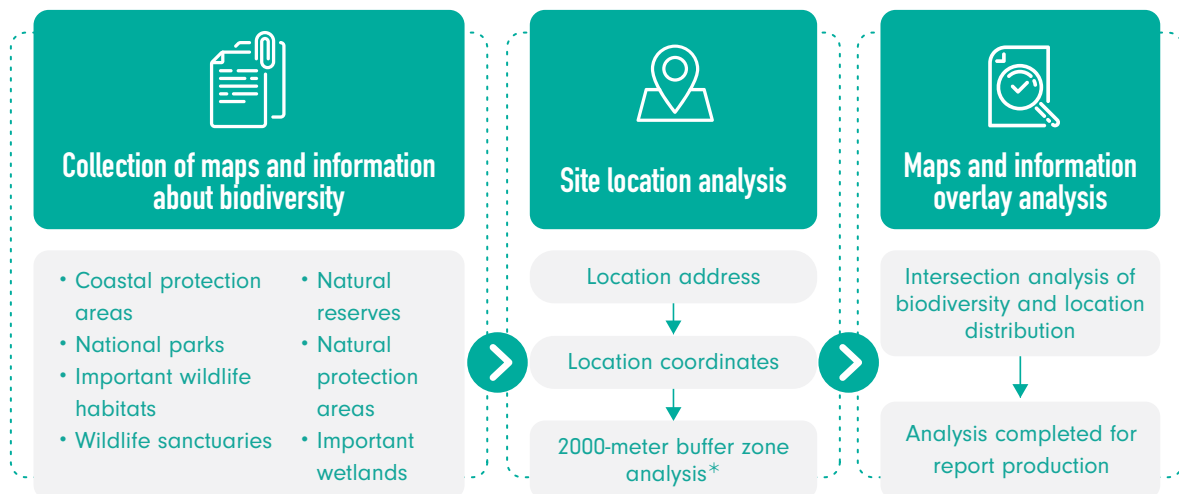 Collection of maps and information
about biodiversity
• Coastal protection
areas
• National parks
• Important wildlife
habitats
• Wildlife sanctuaries
• Natural
reserves
• Natural
protection
areas
• Important
wetlands
Site location analysis
Location address
Location coordinates
2000-meter buffer zone
analysis*
Maps and information
overlay analysis
Intersection analysis of
biodiversity and location
distribution
Analysis completed for
report production